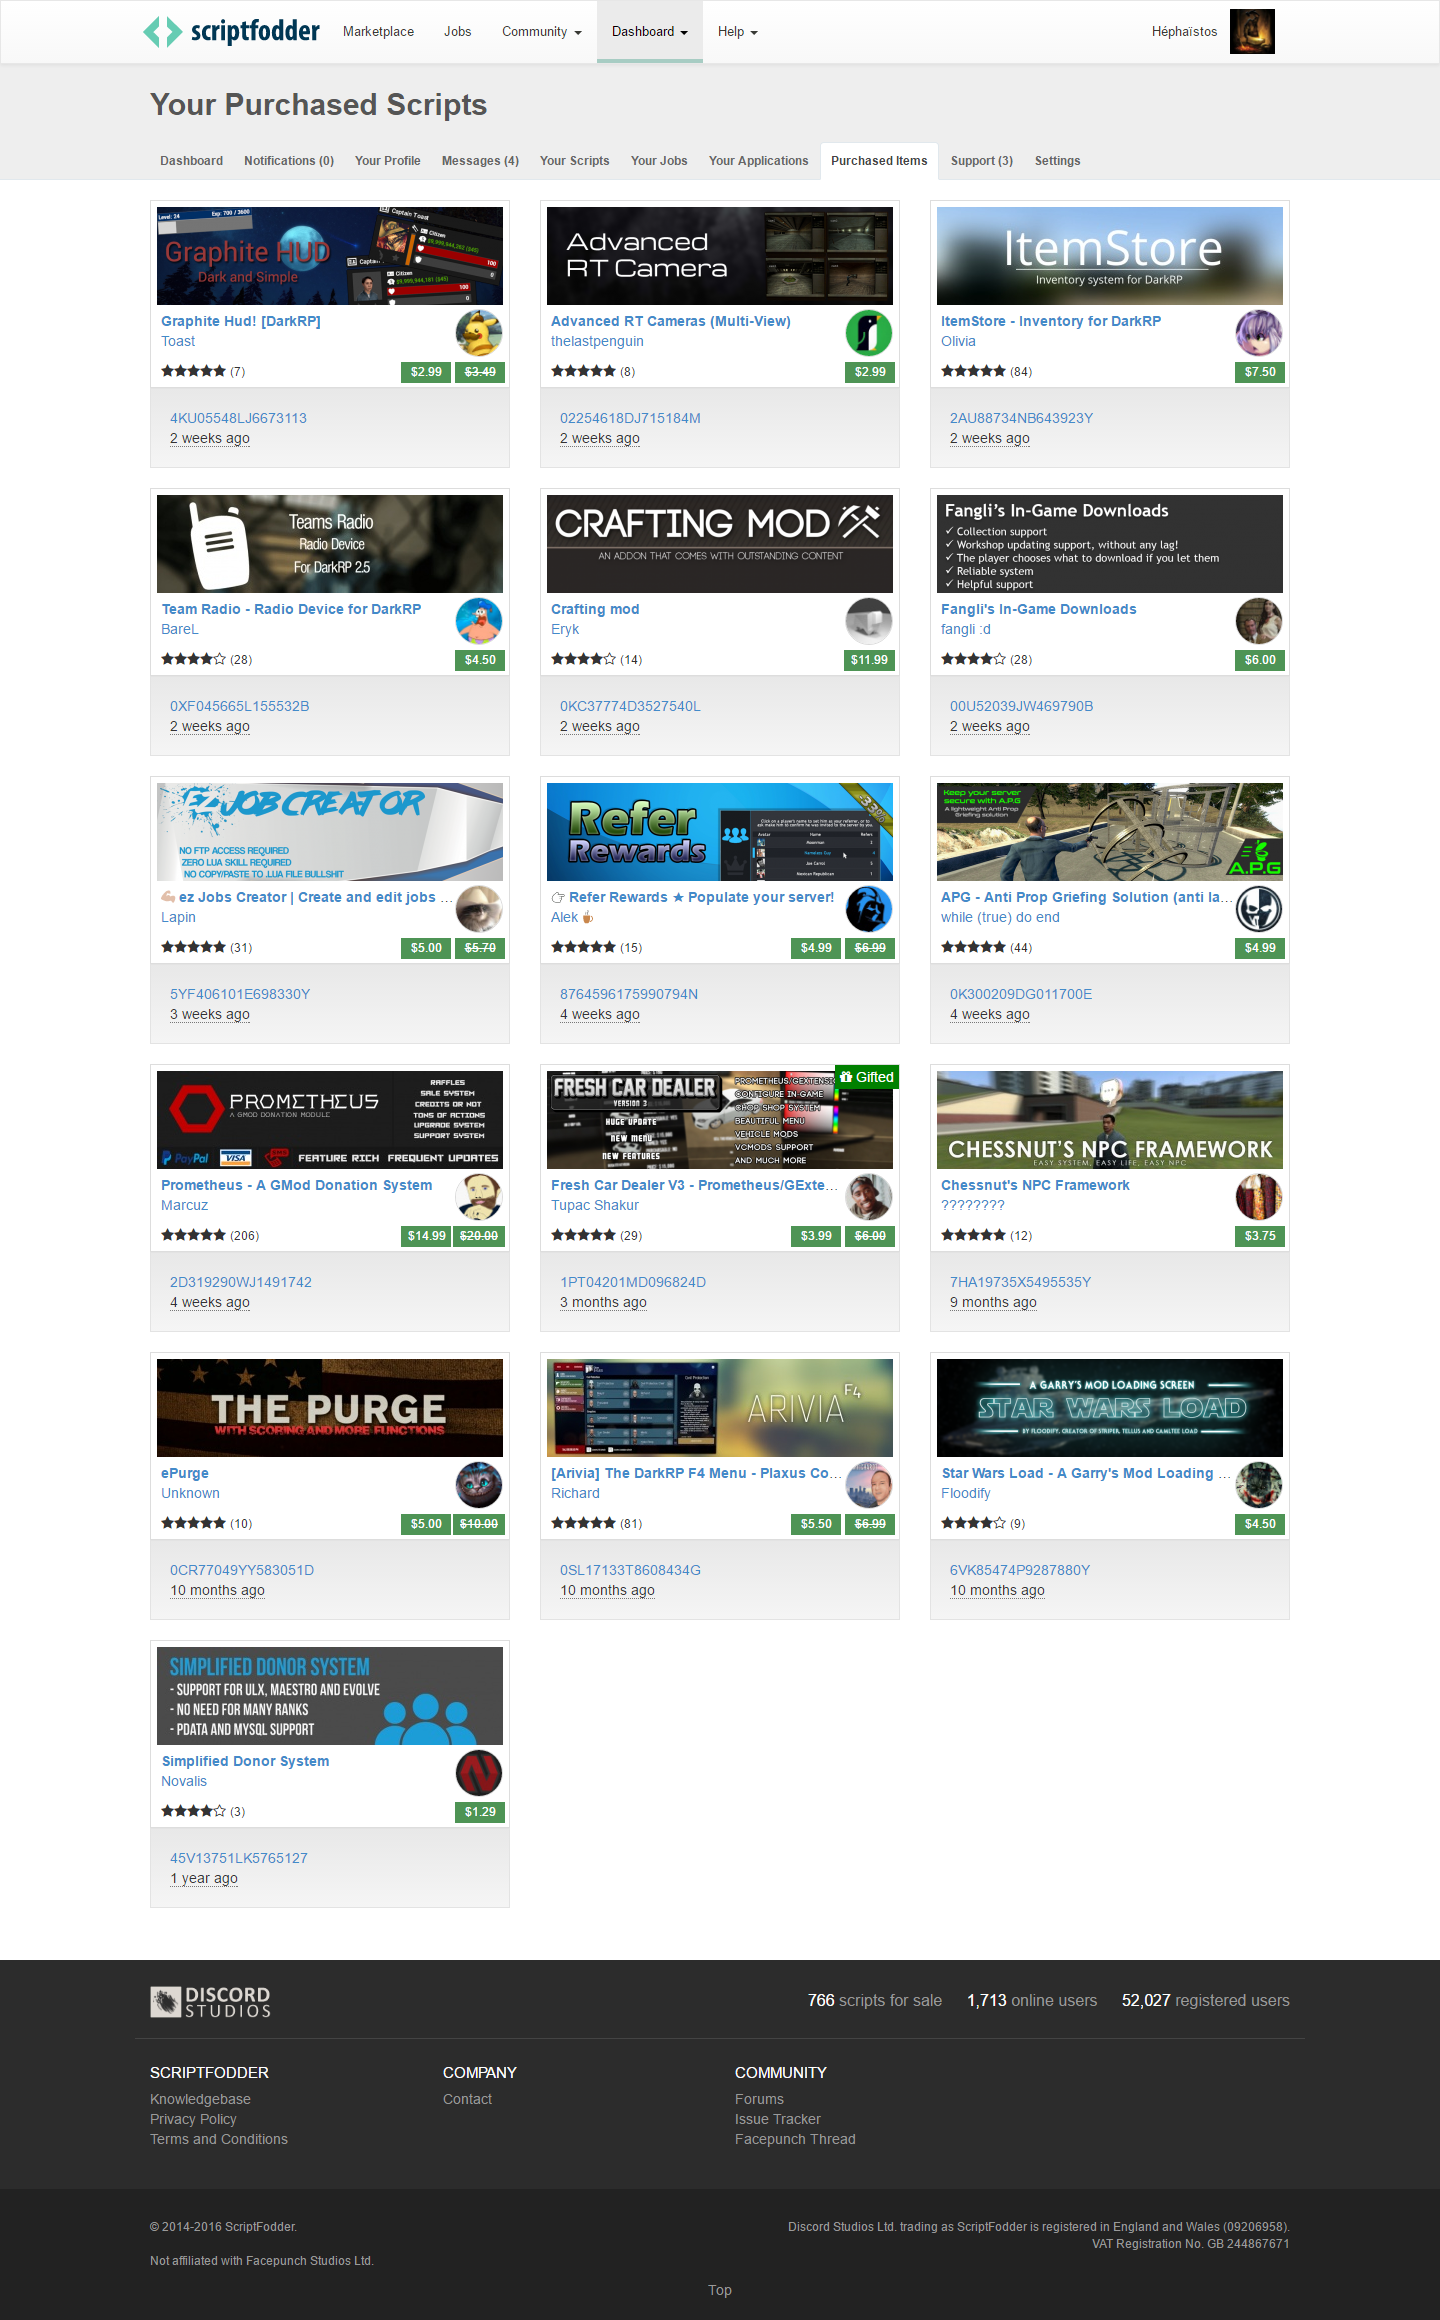 scriptfodder
Marketplace
Jobs
Community
Dashboard
Help
Héphaïstos
Your Purchased Scripts
Dashboard
Notifications (0)
Your Profile
Messages (4)
Your Scripts
Your Jobs
Your Applications
Purchased Items
Support (3)
Settings
Level: 24
Exp: 700 / 3600
Captain Toast
Citizen
Graphite HUD
Dark and Simple
Graphite Hud! [DarkRP]
Toast
(7)
$2.99
$3.49
4KU05548LJ6673113
2 weeks ago
Advanced
RT Camera
Advanced RT Cameras (Multi-View)
thelastpenguin
(8)
$2.99
02254618DJ715184M
2 weeks ago
ItemStore
Inventory system for DarkRP
ItemStore - Inventory for DarkRP
Olivia
(84)
$7.50
2AU88734NB643923Y
2 weeks ago
Teams Radio
Radio Device
For DarkRP 2.5
Team Radio - Radio Device for DarkRP
BareL
(28)
$4.50
0XF045665L155532B
2 weeks ago
CRAFTING MOD
AN ADDON THAT COMES WITH OUTSTANDING CONTENT
Crafting mod
Eryk
(14)
$11.99
0KC37774D3527540L
2 weeks ago
Fangli's In-Game Downloads
✓ Collection support
✓ Workshop updating support, without any lag!
✓ The player chooses what to download if you let them
✓ Reliable system
✓ Helpful support
Fangli's In-Game Downloads
fangli :d
(28)
$6.00
00U52039JW469790B
2 weeks ago
EZ JOB CREATOR
NO FTP ACCESS REQUIRED
ZERO LUA SKILL REQUIRED
NO COPY/PASTE TO .LUA FILE BULLSHIT
ez Jobs Creator | Create and edit jobs ...
Lapin
(31)
$5.00
$5.70
5YF406101E698330Y
3 weeks ago
Refer
Rewards
-33%
Refer Rewards ★ Populate your server!
Alek
(15)
$4.99
$6.99
8764596175990794N
4 weeks ago
Keep your server
secure with A.P.G
A lightweight Anti Prop
Griefing solution
A.P.G
APG - Anti Prop Griefing Solution (anti la...
while (true) do end
(44)
$4.99
0K300209DG011700E
4 weeks ago
PROMETHEUS
A GMOD DONATION MODULE
RAFFLES
SALE SYSTEM
CREDITS OR NOT
TONS OF ACTIONS
UPGRADE SYSTEM
SUPPORT SYSTEM
PayPal
VISA
FEATURE RICH FREQUENT UPDATES
Prometheus - A GMod Donation System
Marcuz
(206)
$14.99
$20.00
2D319290WJ1491742
4 weeks ago
Gifted
FRESH CAR DEALER
VERSION 3
HUGE UPDATE
NEW MENU
NEW FEATURES
PROMETHEUS/GEXTENSIO
CONFIGURE IN-GAME
CHOP SHOP SYSTEM
BEAUTIFUL MENU
VEHICLE MODS
VCMODS SUPPORT
AND MUCH MORE
Fresh Car Dealer V3 - Prometheus/GExte...
Tupac Shakur
(29)
$3.99
$6.00
1PT04201MD096824D
3 months ago
CHESSNUT'S NPC FRAMEWORK
EASY SYSTEM, EASY LIFE, EASY NPC
Chessnut's NPC Framework
????????
(12)
$3.75
7HA19735X5495535Y
9 months ago
THE PURGE
WITH SCORING AND MORE FUNCTIONS
ePurge
Unknown
(10)
$5.00
$10.00
0CR77049YY583051D
10 months ago
ARIVIA F4
[Arivia] The DarkRP F4 Menu - Plaxus Co...
Richard
(81)
$5.50
$6.99
0SL17133T8608434G
10 months ago
A GARRY'S MOD LOADING SCREEN
STAR WARS LOAD
BY FLOODIFY, CREATOR OF STRIPER, TELLUS AND CAMLTEE LOAD
Star Wars Load - A Garry's Mod Loading ...
Floodify
(9)
$4.50
6VK85474P9287880Y
10 months ago
SIMPLIFIED DONOR SYSTEM
- SUPPORT FOR ULX, MAESTRO AND EVOLVE
- NO NEED FOR MANY RANKS
- PDATA AND MYSQL SUPPORT
Simplified Donor System
Novalis
(3)
$1.29
45V13751LK5765127
1 year ago
DISCORD
STUDIOS
766 scripts for sale
1,713 online users
52,027 registered users
SCRIPTFODDER
Knowledgebase
Privacy Policy
Terms and Conditions
COMPANY
Contact
COMMUNITY
Forums
Issue Tracker
Facepunch Thread
© 2014-2016 ScriptFodder.
Not affiliated with Facepunch Studios Ltd.
Discord Studios Ltd. trading as ScriptFodder is registered in England and Wales (09206958).
VAT Registration No. GB 244867671
Top